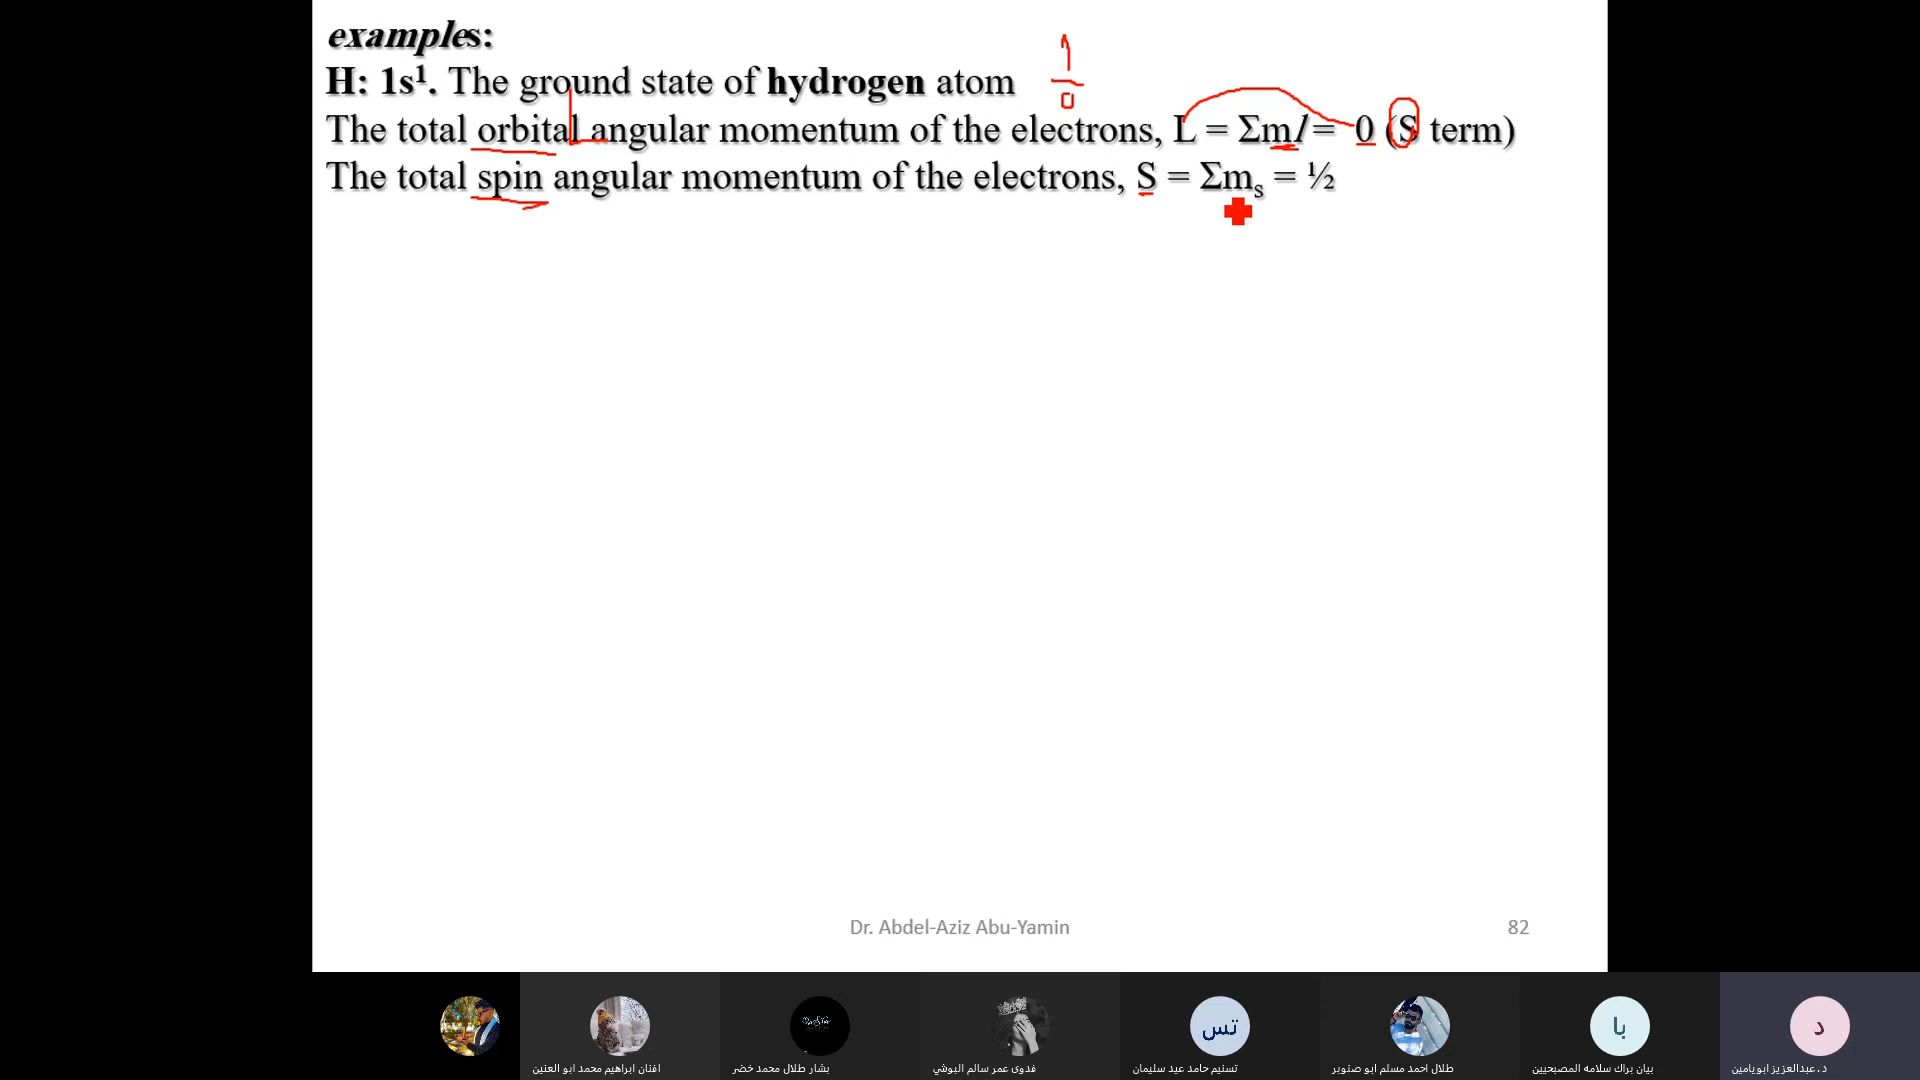 examples:
H: 1s¹. The ground state of hydrogen atom
1
0
The total orbital angular momentum of the electrons, L = Σml = 0 (S term)
L
The total spin angular momentum of the electrons, S = Σmₛ = ½
Dr. Abdel-Aziz Abu-Yamin
82
تس
با
د
افنان ابراهيم محمد ابو العنين
بشار طلال محمد خضر
فدوى عمر سالم البوشي
تسنيم حامد عيد سليمان
طلال احمد مسلم ابو صنوبر
بيان براك سلامه المصبحيين
د.عبدالعزيز ابويامين